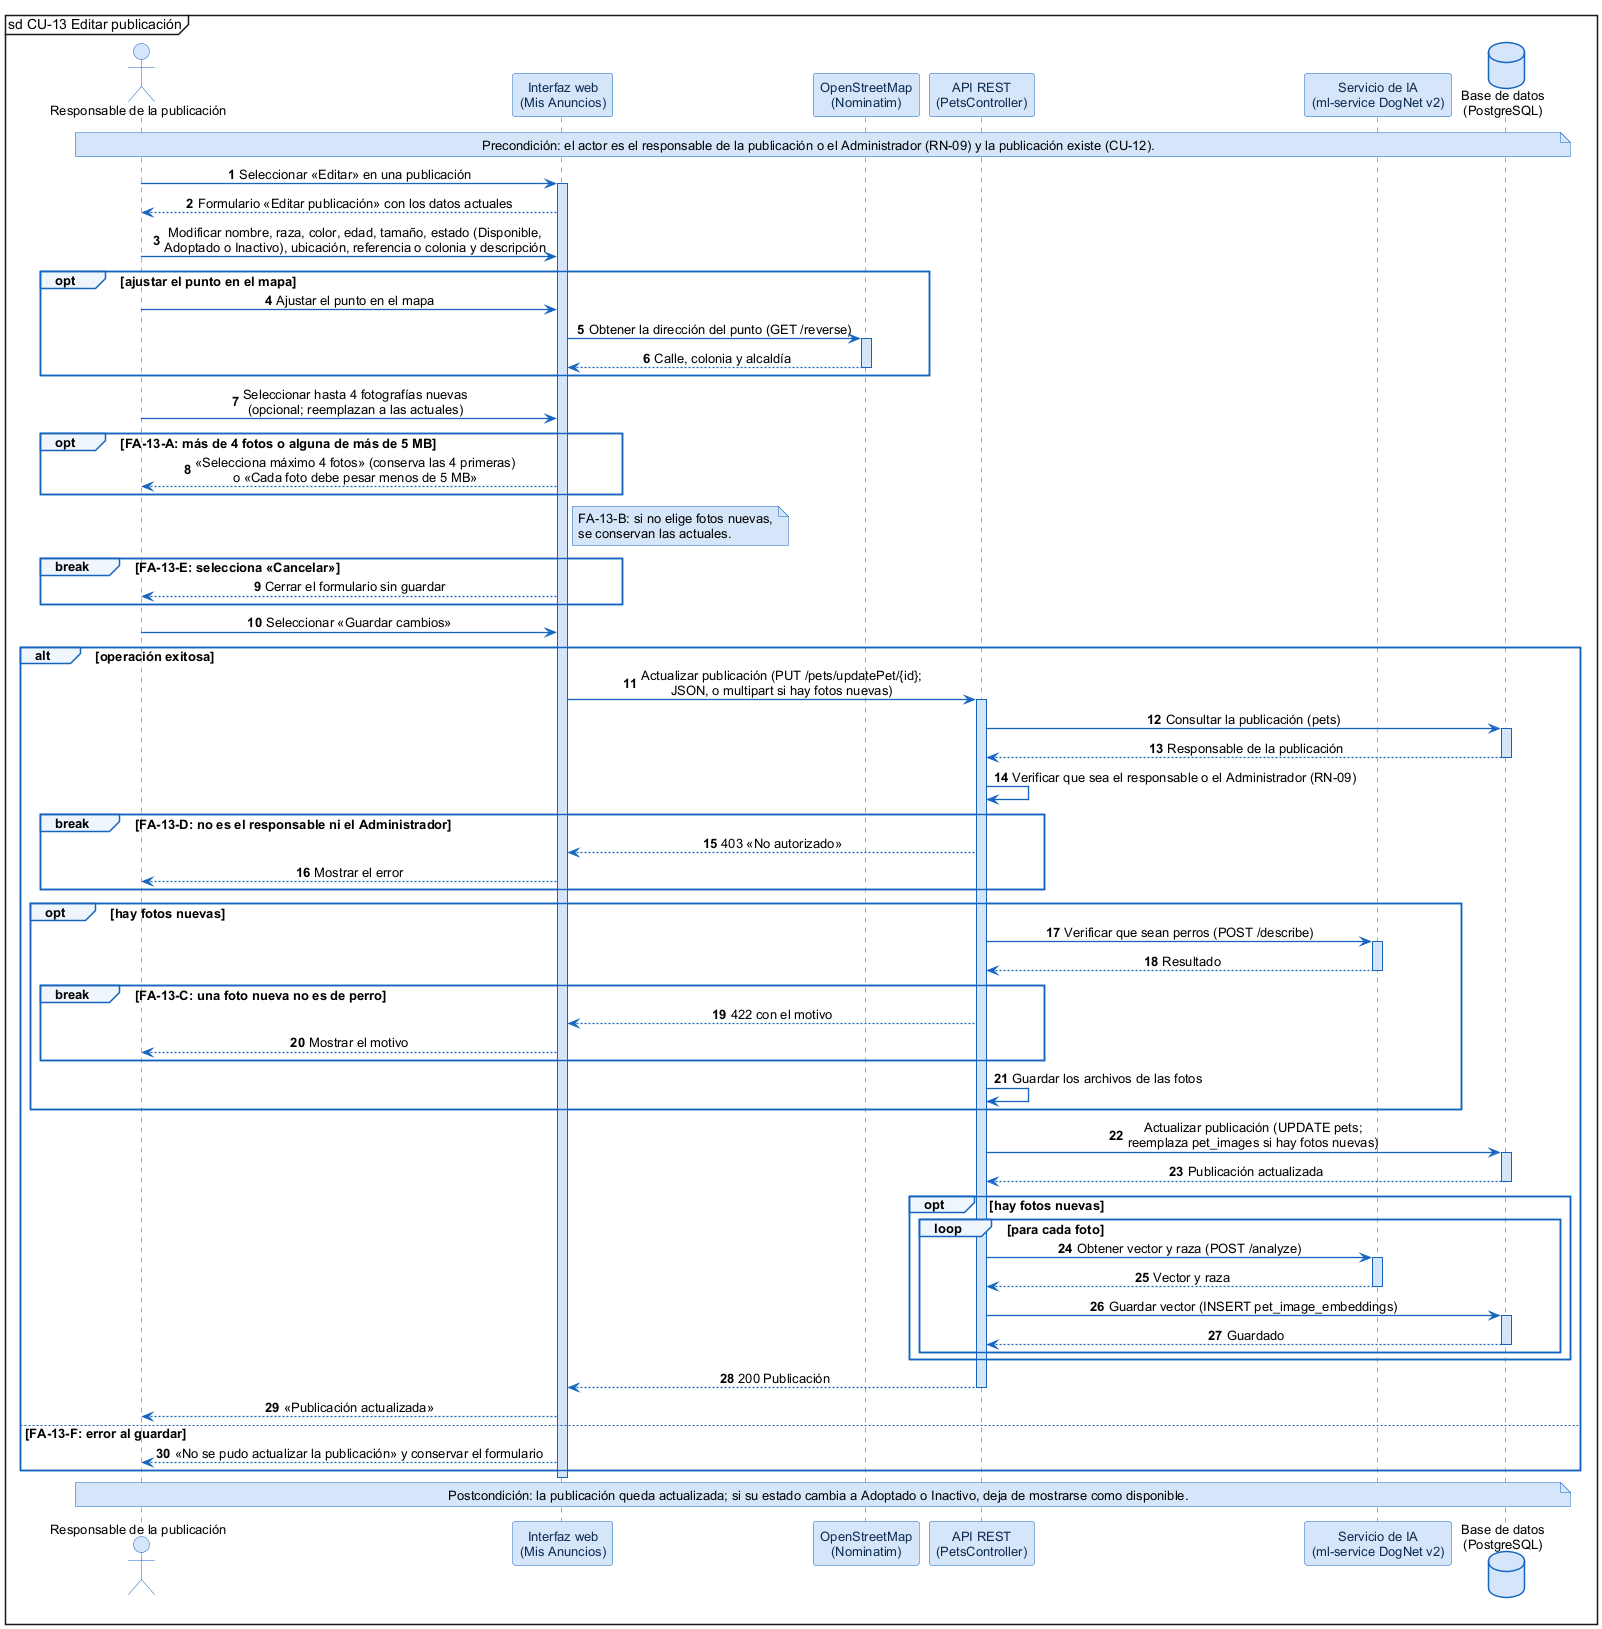 sd CU-13 Editar publicación
Responsable de la publicación
Interfaz web
(Mis Anuncios)
OpenStreetMap
(Nominatim)
API REST
(PetsController)
Servicio de IA
(ml-service DogNet v2)
Base de datos
(PostgreSQL)
Precondición: el actor es el responsable de la publicación o el Administrador (RN-09) y la publicación existe (CU-12).
1 Seleccionar «Editar» en una publicación
2 Formulario «Editar publicación» con los datos actuales
3 Modificar nombre, raza, color, edad, tamaño, estado (Disponible,
Adoptado o Inactivo), ubicación, referencia o colonia y descripción
opt [ajustar el punto en el mapa]
4 Ajustar el punto en el mapa
5 Obtener la dirección del punto (GET /reverse)
6 Calle, colonia y alcaldía
7 Seleccionar hasta 4 fotografías nuevas
(opcional; reemplazan a las actuales)
opt [FA-13-A: más de 4 fotos o alguna de más de 5 MB]
8 «Selecciona máximo 4 fotos» (conserva las 4 primeras)
o «Cada foto debe pesar menos de 5 MB»
FA-13-B: si no elige fotos nuevas,
se conservan las actuales.
break [FA-13-E: selecciona «Cancelar»]
9 Cerrar el formulario sin guardar
10 Seleccionar «Guardar cambios»
alt [operación exitosa]
11 Actualizar publicación (PUT /pets/updatePet/{id};
JSON, o multipart si hay fotos nuevas)
12 Consultar la publicación (pets)
13 Responsable de la publicación
14 Verificar que sea el responsable o el Administrador (RN-09)
break [FA-13-D: no es el responsable ni el Administrador]
15 403 «No autorizado»
16 Mostrar el error
opt [hay fotos nuevas]
17 Verificar que sean perros (POST /describe)
18 Resultado
break [FA-13-C: una foto nueva no es de perro]
19 422 con el motivo
20 Mostrar el motivo
21 Guardar los archivos de las fotos
22 Actualizar publicación (UPDATE pets;
reemplaza pet_images si hay fotos nuevas)
23 Publicación actualizada
opt [hay fotos nuevas]
loop [para cada foto]
24 Obtener vector y raza (POST /analyze)
25 Vector y raza
26 Guardar vector (INSERT pet_image_embeddings)
27 Guardado
28 200 Publicación
29 «Publicación actualizada»
[FA-13-F: error al guardar]
30 «No se pudo actualizar la publicación» y conservar el formulario
Postcondición: la publicación queda actualizada; si su estado cambia a Adoptado o Inactivo, deja de mostrarse como disponible.
Responsable de la publicación
Interfaz web
(Mis Anuncios)
OpenStreetMap
(Nominatim)
API REST
(PetsController)
Servicio de IA
(ml-service DogNet v2)
Base de datos
(PostgreSQL)